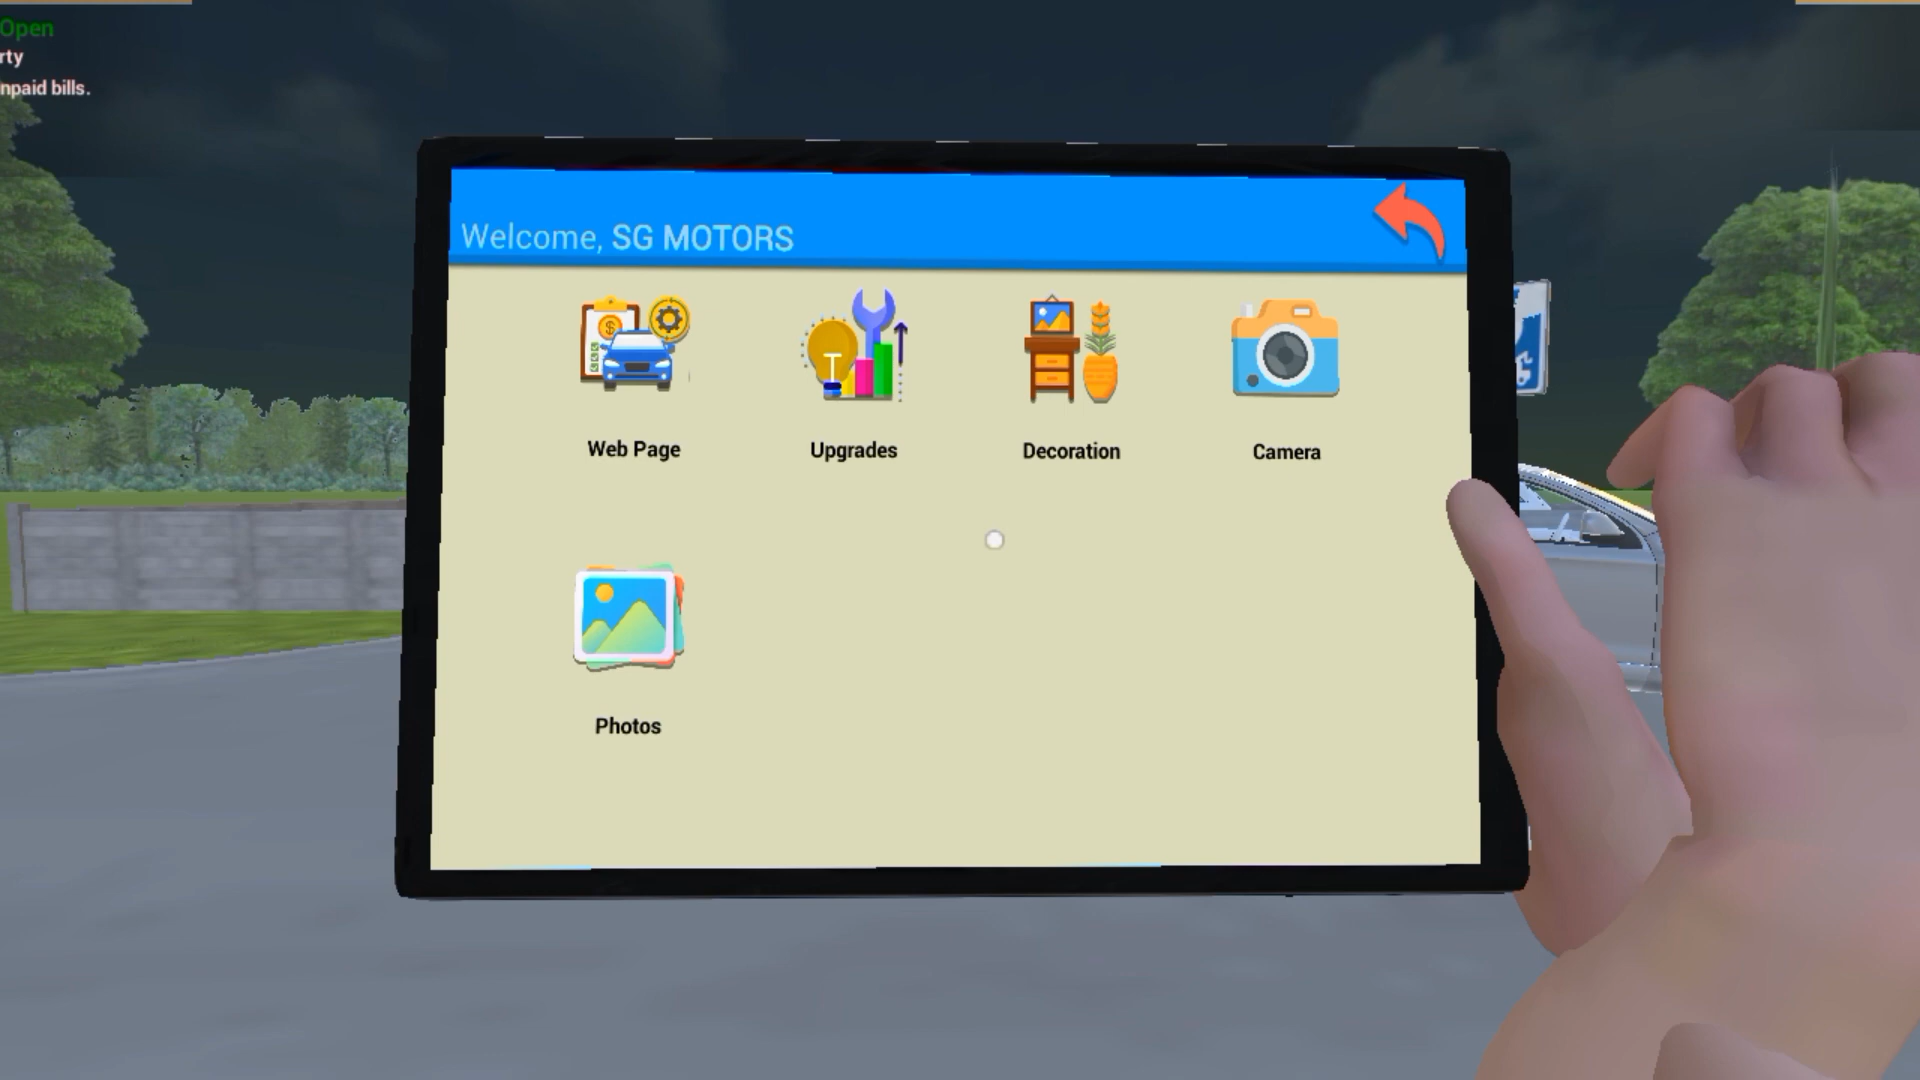 Open
rty
npaid bills.
Welcome, SG MOTORS
Web Page
Upgrades
Decoration
Camera
Photos